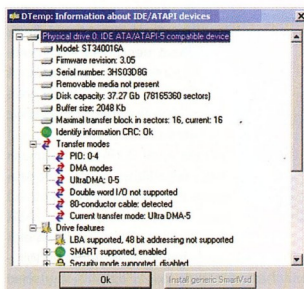 DTemp: Information about IDE/ATAPI devices
Physical drive 0: IDE ATA/ATAPI-5 compatible device
Model: ST340016A
Firmware revision: 3.05
Serial number: 3HS03D8G
Removable media not present
Disk capacity: 37.27 Gb (78165360 sectors)
Buffer size: 2048 Kb
Maximal transfer block in sectors: 16, current: 16
Identify information CRC: Ok
Transfer modes
PIO: 0-4
DMA modes
UltraDMA: 0-5
Double word I/O not supported
80-conductor cable: detected
Current transfer mode: Ultra DMA-5
Drive features
LBA supported, 48 bit addressing not supported
SMART supported, enabled
Security mode supported, disabled
Ok
Install generic SmartVsd